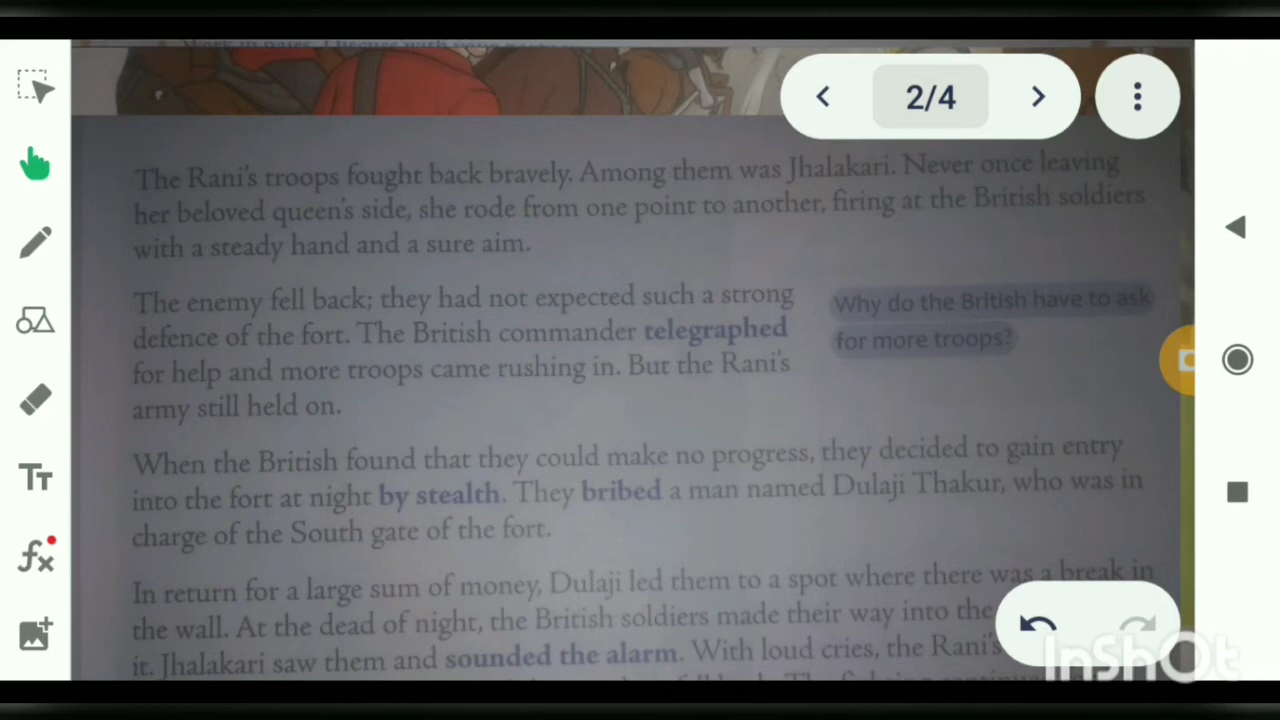 2/4
The Rani's troops fought back bravely. Among them was Jhalakari. Never once leaving
her beloved queen's side, she rode from one point to another, firing at the British soldiers
with a steady hand and a sure aim.
The enemy fell back; they had not expected such a strong
defence of the fort. The British commander telegraphed
for help and more troops came rushing in. But the Rani's
army still held on.
Why do the British have to ask
for more troops?
When the British found that they could make no progress, they decided to gain entry
into the fort at night by stealth. They bribed a man named Dulaji Thakur, who was in
charge of the South gate of the fort.
In return for a large sum of money, Dulaji led them to a spot where there was a break in
the wall. At the dead of night, the British soldiers made their way into the
it. Jhalakari saw them and sounded the alarm. With loud cries, the Rani's
TT
fx
InShOt